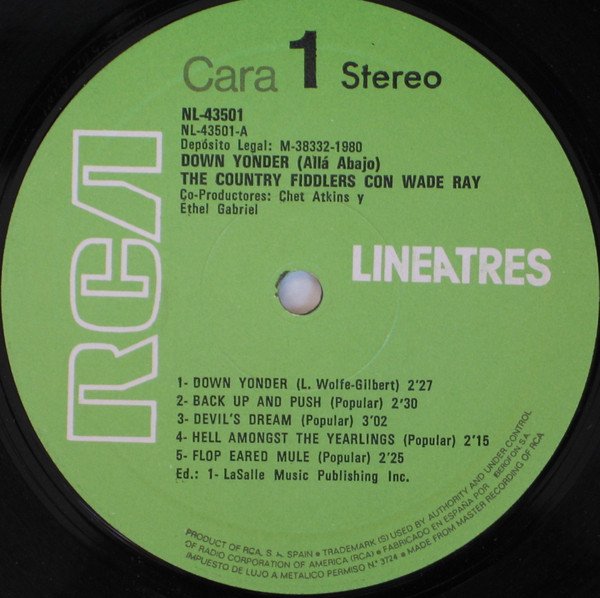 Cara 1 Stereo
NL-43501
NL-43501-A
Depósito Legal: M-38332-1980
DOWN YONDER (Allá Abajo)
THE COUNTRY FIDDLERS CON WADE RAY
Co-Productores: Chet Atkins y
Ethel Gabriel
RCA
LINEATRES
1- DOWN YONDER (L. Wolfe-Gilbert) 2'27
2- BACK UP AND PUSH (Popular) 2'30
3- DEVIL'S DREAM (Popular) 3'02
4- HELL AMONGST THE YEARLINGS (Popular) 2'15
5- FLOP EARED MULE (Popular) 2'25
Ed.: 1- LaSalle Music Publishing Inc.
PRODUCT OF RCA, S. A. SPAIN • TRADEMARK (S) USED BY AUTHORITY AND UNDER CONTROL
OF RADIO CORPORATION OF AMERICA (RCA) • FABRICADO EN ESPAÑA POR IBEROFON, S.A.
IMPUESTO DE LUJO A METALICO PERMISO N.º 3724 • MADE FROM MASTER RECORDING OF RCA